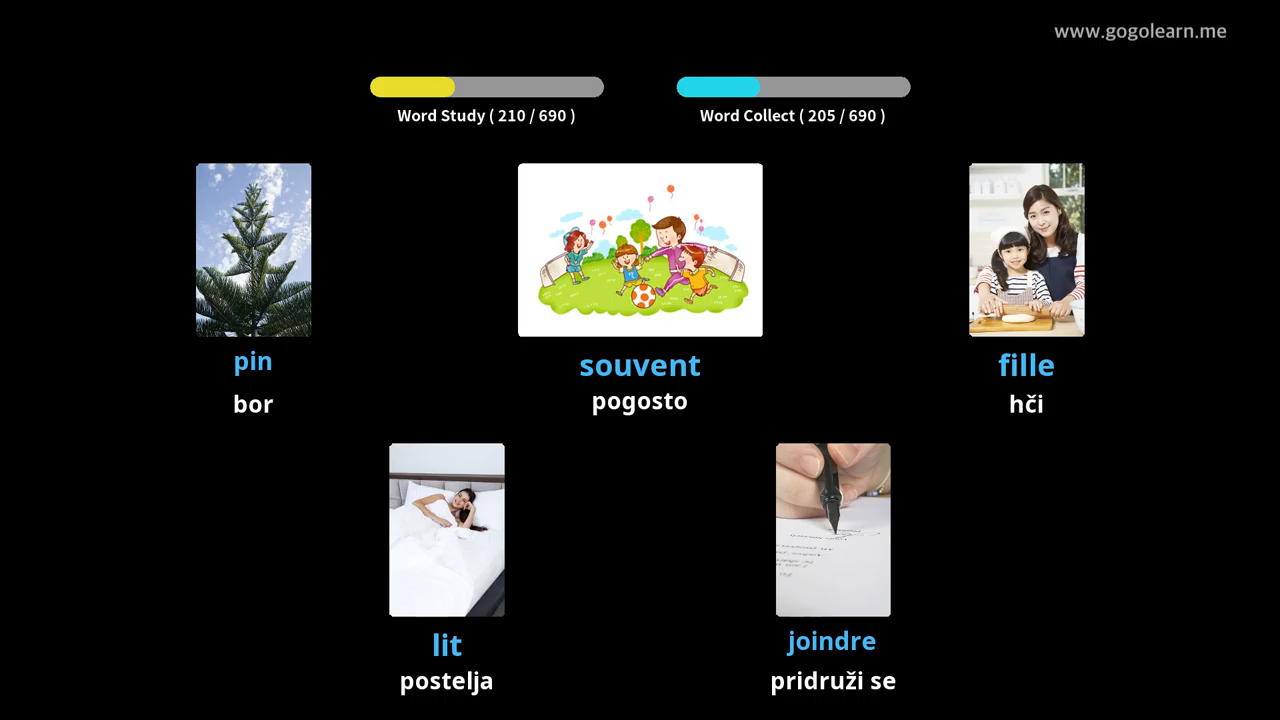 www.gogolearn.me
Word Study ( 210 / 690 )
Word Collect ( 205 / 690 )
pin
bor
souvent
pogosto
fille
hči
lit
postelja
joindre
pridruži se